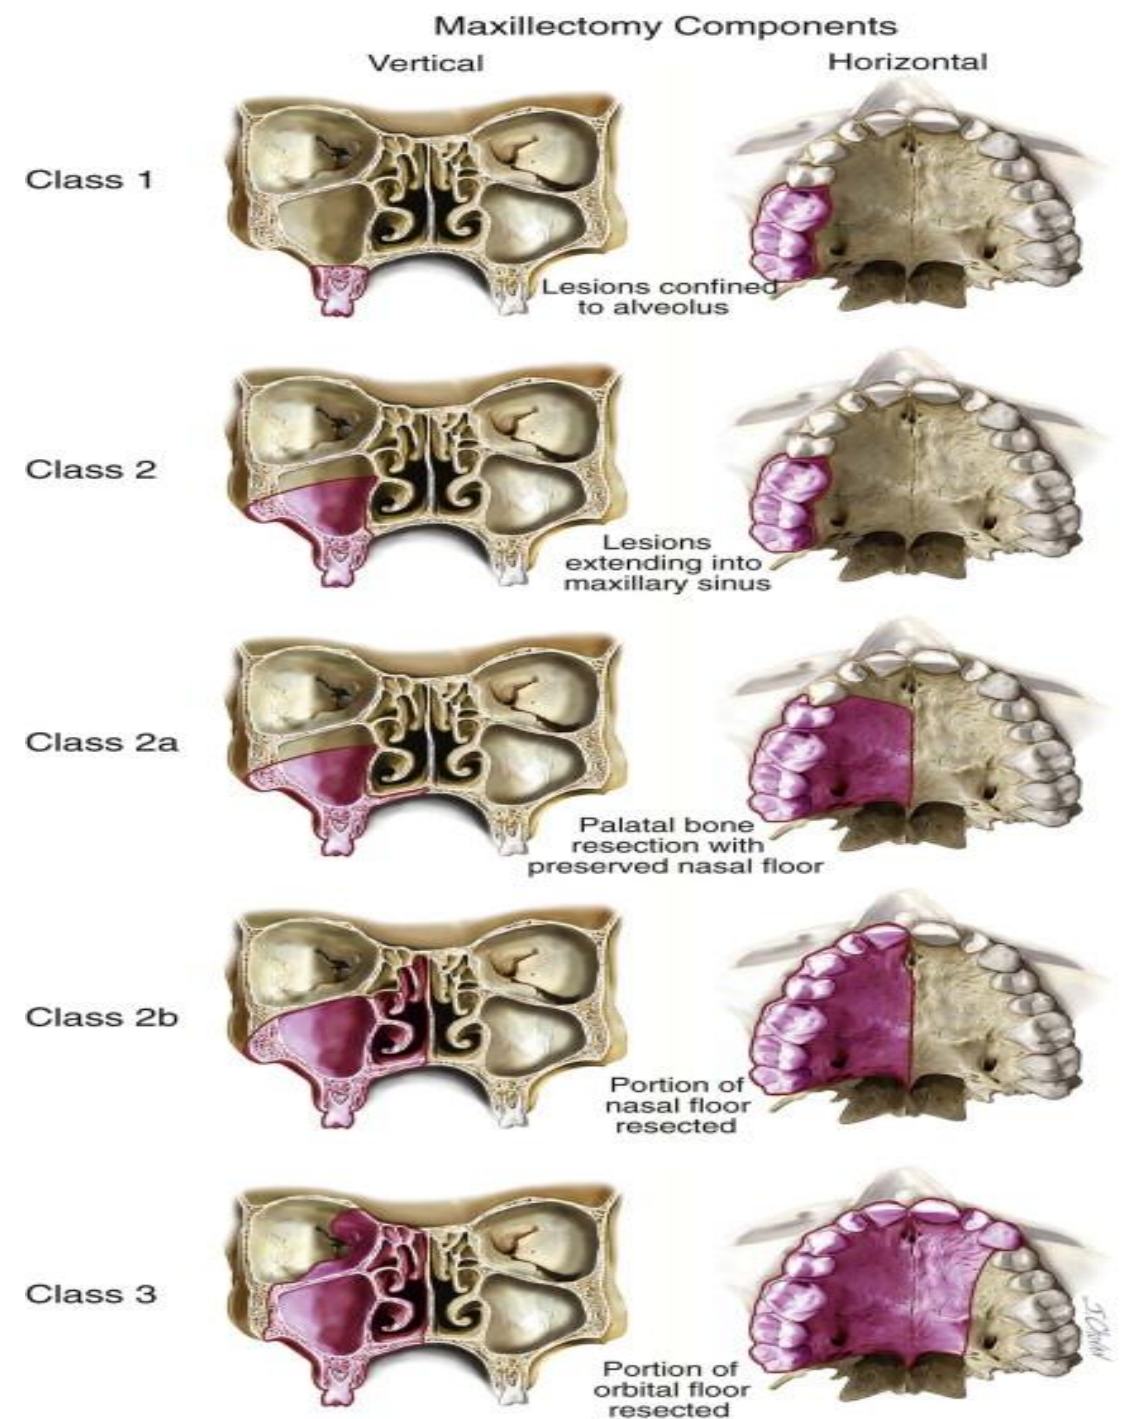 Maxillectomy Components
Vertical
Horizontal
Class 1
Lesions confined
to alveolus
Class 2
Lesions
extending into
maxillary sinus
Class 2a
Palatal bone
resection with
preserved nasal floor
Class 2b
Portion of
nasal floor
resected
Class 3
Portion of
orbital floor
resected